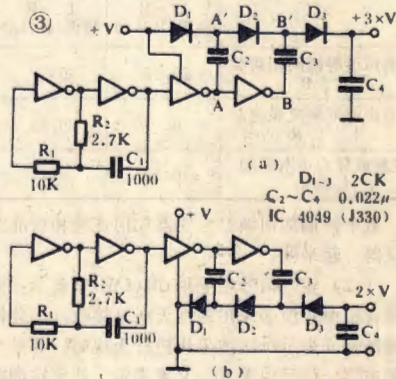 ③
+V D₁ A′ D₂ B′ D₃ +3×V
C₂ C₃ C₄
A B
R₂
2.7K
C₁
R₁ 1000
10K
(a)
D₁₋₃ 2CK
C₂~C₄ 0.022μ
IC 4049 (J330)
+V
R₂
2.7K
C₂ C₃
2×V
R₁ C₁ D₁ D₂ D₃ C₄
10K 1000
(b)